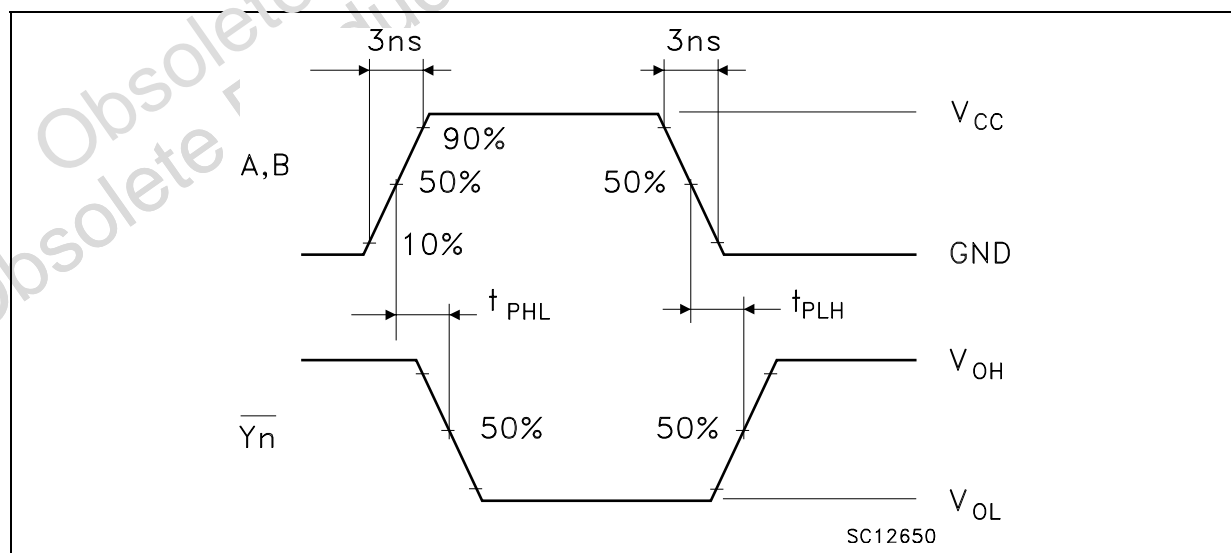 Obsolete
Obsolete
3ns 3ns
V_CC
90%
A,B
50% 50%
10%
GND
t_PHL t_PLH
V_OH
50% 50%
Yn
V_OL
SC12650